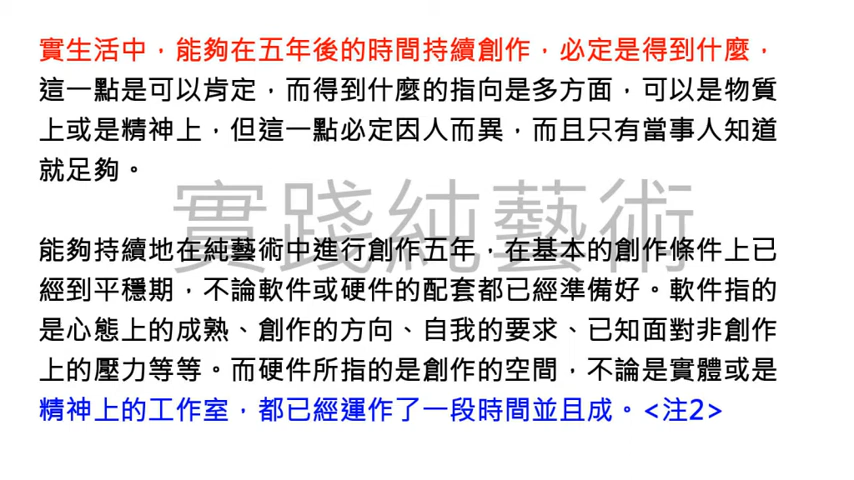 實生活中，能夠在五年後的時間持續創作，必定是得到什麼，
這一點是可以肯定，而得到什麼的指向是多方面，可以是物質
上或是精神上，但這一點必定因人而異，而且只有當事人知道
就足夠。
實踐純藝術
能夠持續地在純藝術中進行創作五年，在基本的創作條件上已
經到平穩期，不論軟件或硬件的配套都已經準備好。軟件指的
是心態上的成熟、創作的方向、自我的要求、已知面對非創作
上的壓力等等。而硬件所指的是創作的空間，不論是實體或是
精神上的工作室，都已經運作了一段時間並且成。<注2>